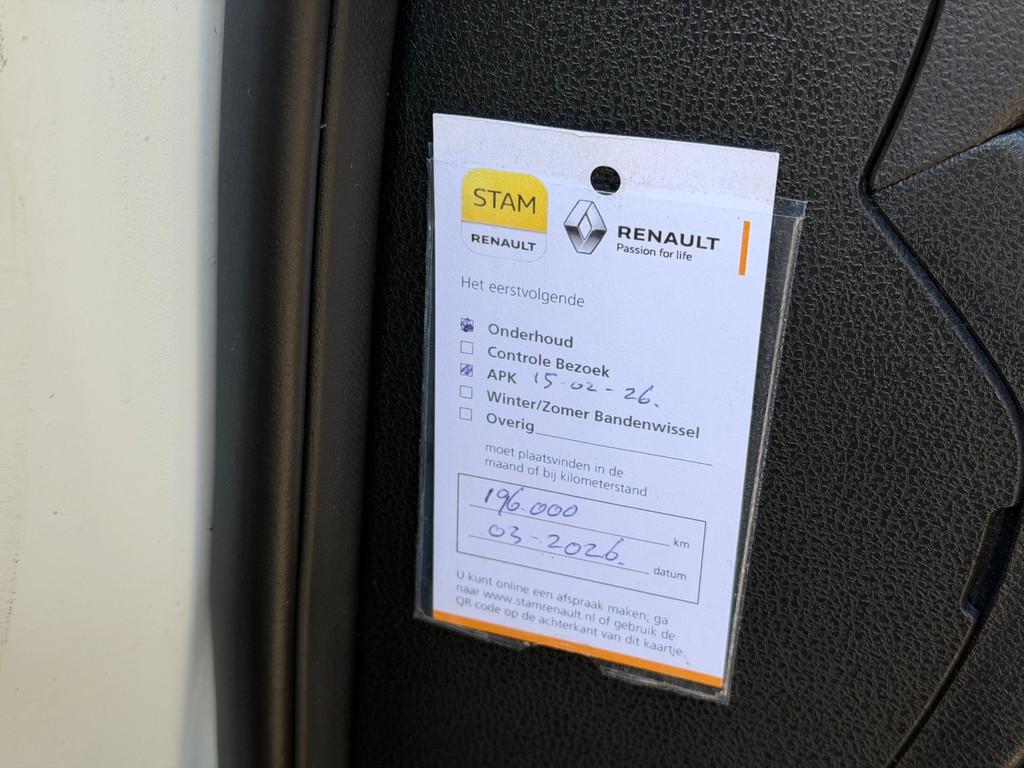 STAM
RENAULT
RENAULT
Passion for life
Het eerstvolgende
Onderhoud
Controle Bezoek
APK 15-02-26.
Winter/Zomer Bandenwissel
Overig
moet plaatsvinden in de
maand of bij kilometerstand
196.000 km
03-2026. datum
U kunt online een afspraak maken; ga
naar www.stamrenault.nl of gebruik de
QR code op de achterkant van dit kaartje.